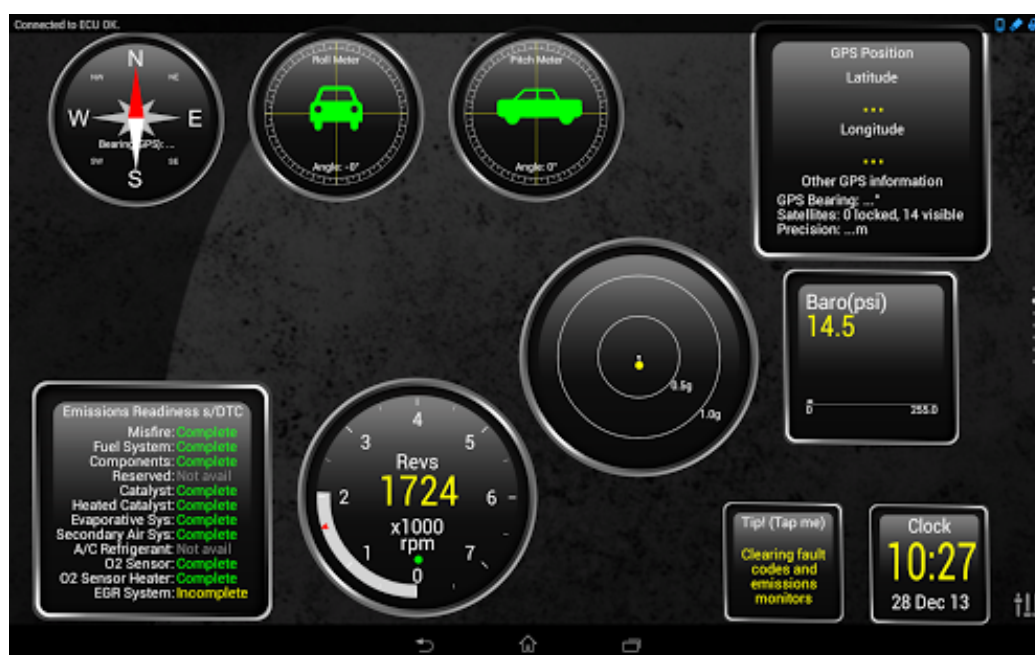 Connected to ECU OK.
N
NW NE
W E
Bearing(GPS): ...
SW SE
S
Roll Meter
Angle: -0°
Pitch Meter
Angle: 0°
GPS Position
Latitude
...
Longitude
...
Other GPS information
GPS Bearing: ...°
Satellites: 0 locked, 14 visible
Precision: ...m
Baro(psi)
14.5
0 255.0
0.5g
1.0g
Emissions Readiness s/DTC
Misfire: Complete
Fuel System: Complete
Components: Complete
Reserved: Not avail
Catalyst: Complete
Heated Catalyst: Complete
Evaporative Sys: Complete
Secondary Air Sys: Complete
A/C Refrigerant: Not avail
O2 Sensor: Complete
O2 Sensor Heater: Complete
EGR System: Incomplete
4
3 5
Revs
2 1724 6
x1000
rpm
1 7
0
Tip! (Tap me)
Clearing fault
codes and
emissions
monitors
Clock
10:27
28 Dec 13